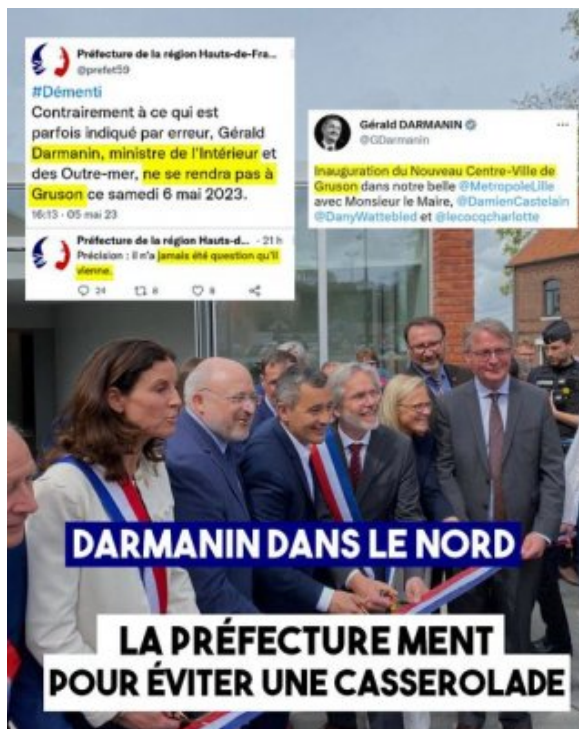 Préfecture de la région Hauts-de-Fra...
@prefet59
#Démenti
Contrairement à ce qui est
parfois indiqué par erreur, Gérald
Darmanin, ministre de l'Intérieur et
des Outre-mer, ne se rendra pas à
Gruson ce samedi 6 mai 2023.
16:13 · 05 mai 23
Préfecture de la région Hauts-d... · 21 h
Précision : il n'a jamais été question qu'il
vienne.
24 8 8
Gérald DARMANIN
@GDarmanin
Inauguration du Nouveau Centre-Ville de
Gruson dans notre belle @MetropoleLille
avec Monsieur le Maire, @DamienCastelain
@DanyWattebled et @lecocqcharlotte
DARMANIN DANS LE NORD
LA PRÉFECTURE MENT
POUR ÉVITER UNE CASSEROLADE